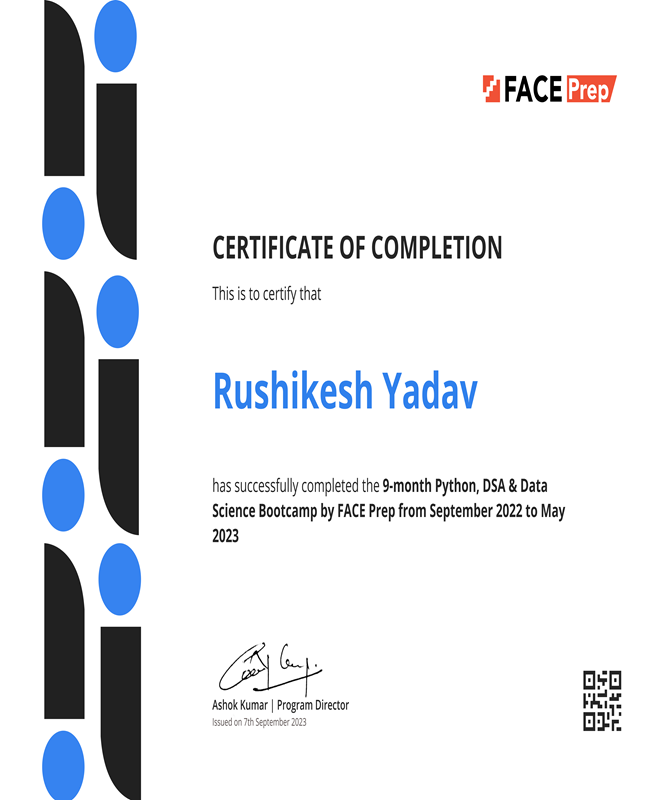 FACE Prep
CERTIFICATE OF COMPLETION
This is to certify that
Rushikesh Yadav
has successfully completed the 9-month Python, DSA & Data
Science Bootcamp by FACE Prep from September 2022 to May
2023
Ashok Kumar | Program Director
Issued on 7th September 2023